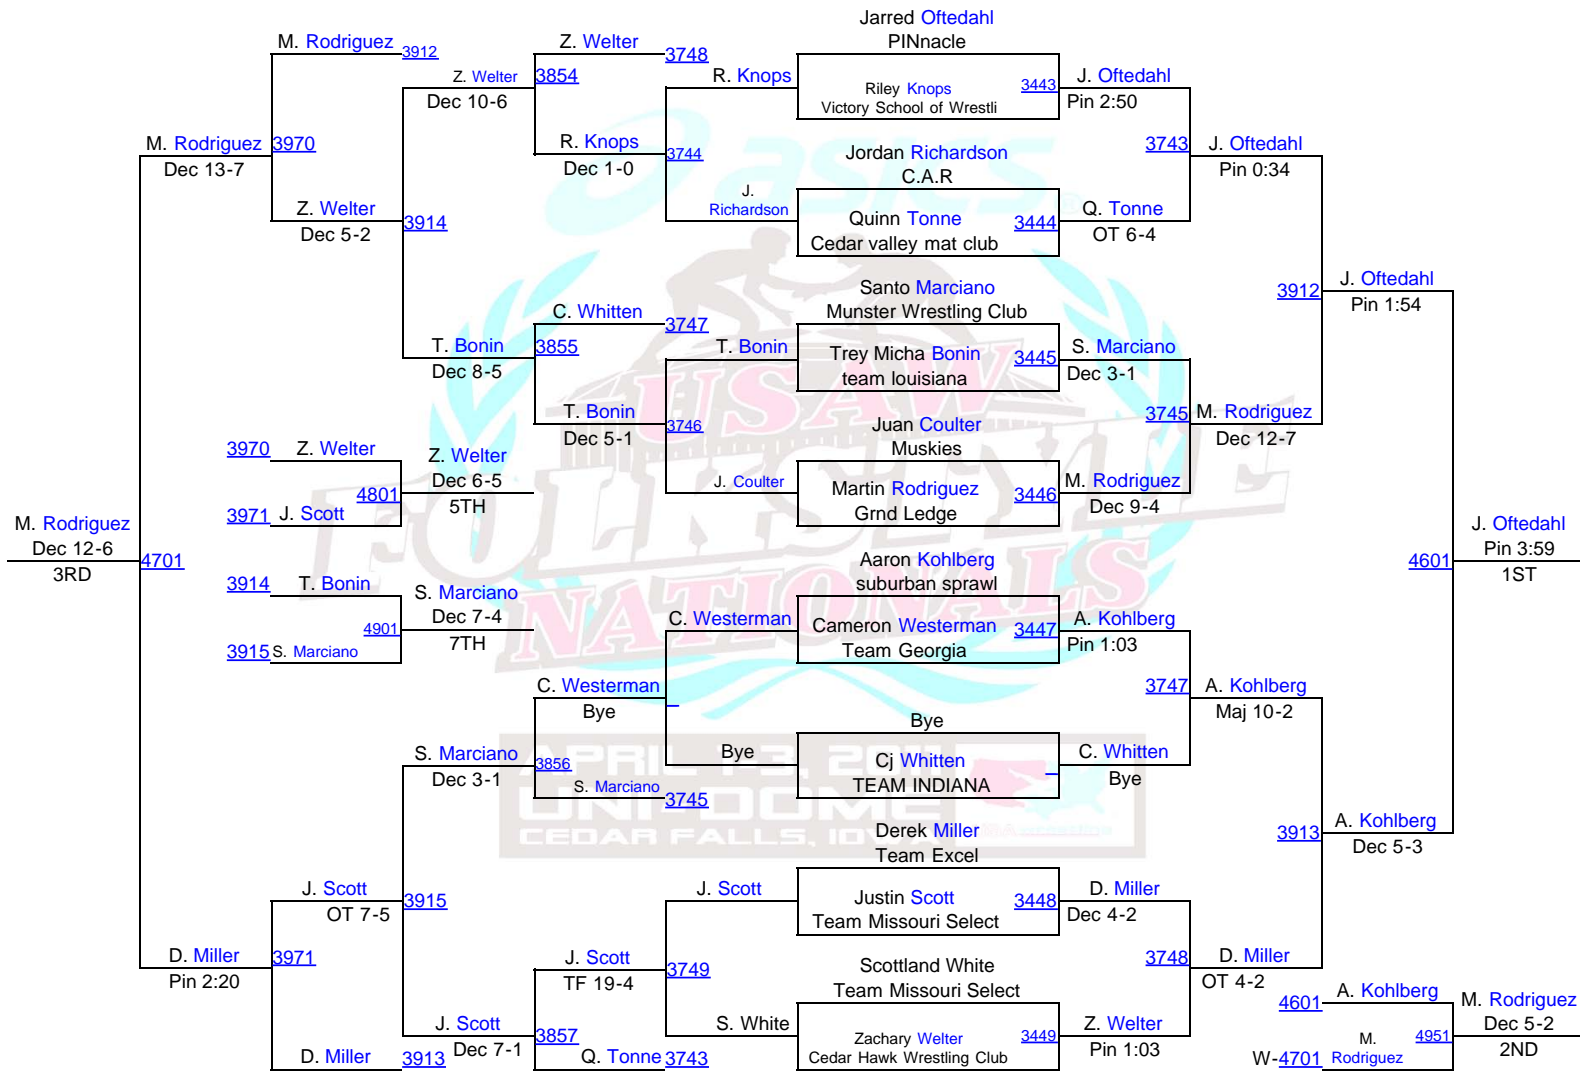 Jarred Oftedahl
PINnacle
M. Rodriguez 3912
Z. Welter 3748
Z. Welter 3854
Dec 10-6
R. Knops
Riley Knops 3443
Victory School of Wrestli
J. Oftedahl
Pin 2:50
M. Rodriguez 3970
Dec 13-7
R. Knops 3744
Dec 1-0
Jordan Richardson
C.A.R
3743 J. Oftedahl
Pin 0:34
J.
Richardson
Z. Welter 3914
Dec 5-2
Quinn Tonne 3444
Cedar valley mat club
Q. Tonne
OT 6-4
asics
Santo Marciano
Munster Wrestling Club
3912 J. Oftedahl
Pin 1:54
C. Whitten 3747
T. Bonin 3855
Dec 8-5
T. Bonin
Trey Micha Bonin 3445
team louisiana
S. Marciano
Dec 3-1
USAW
T. Bonin 3746
Dec 5-1
Juan Coulter
Muskies
3745 M. Rodriguez
Dec 12-7
3970 Z. Welter
Z. Welter
Dec 6-5
5TH
4801
3971 J. Scott
J. Coulter
Martin Rodriguez 3446
Grnd Ledge
M. Rodriguez
Dec 9-4
FOLKSTYLE
M. Rodriguez
Dec 12-6
3RD
4701
Aaron Kohlberg
suburban sprawl
4601 J. Oftedahl
Pin 3:59
1ST
3914 T. Bonin
S. Marciano
Dec 7-4
7TH
4901
3915 S. Marciano
NATIONALS
C. Westerman
Cameron Westerman 3447
Team Georgia
A. Kohlberg
Pin 1:03
C. Westerman
Bye
3747 A. Kohlberg
Maj 10-2
Bye
S. Marciano 3856
Dec 3-1
Bye
Cj Whitten
TEAM INDIANA
C. Whitten
Bye
S. Marciano 3745
APRIL 1-3, 2011
UNI-DOME
CEDAR FALLS, IOWA
Derek Miller
Team Excel
3913 A. Kohlberg
Dec 5-3
J. Scott 3915
OT 7-5
J. Scott
Justin Scott 3448
Team Missouri Select
D. Miller
Dec 4-2
D. Miller 3971
Pin 2:20
J. Scott 3749
TF 19-4
Scottland White
Team Missouri Select
3748 D. Miller
OT 4-2
J. Scott 3857
Dec 7-1
S. White
Zachary Welter 3449
Cedar Hawk Wrestling Club
Z. Welter
Pin 1:03
D. Miller 3913
Q. Tonne 3743
4601 A. Kohlberg
M. Rodriguez
Dec 5-2
2ND
4951
W-4701 M.
Rodriguez